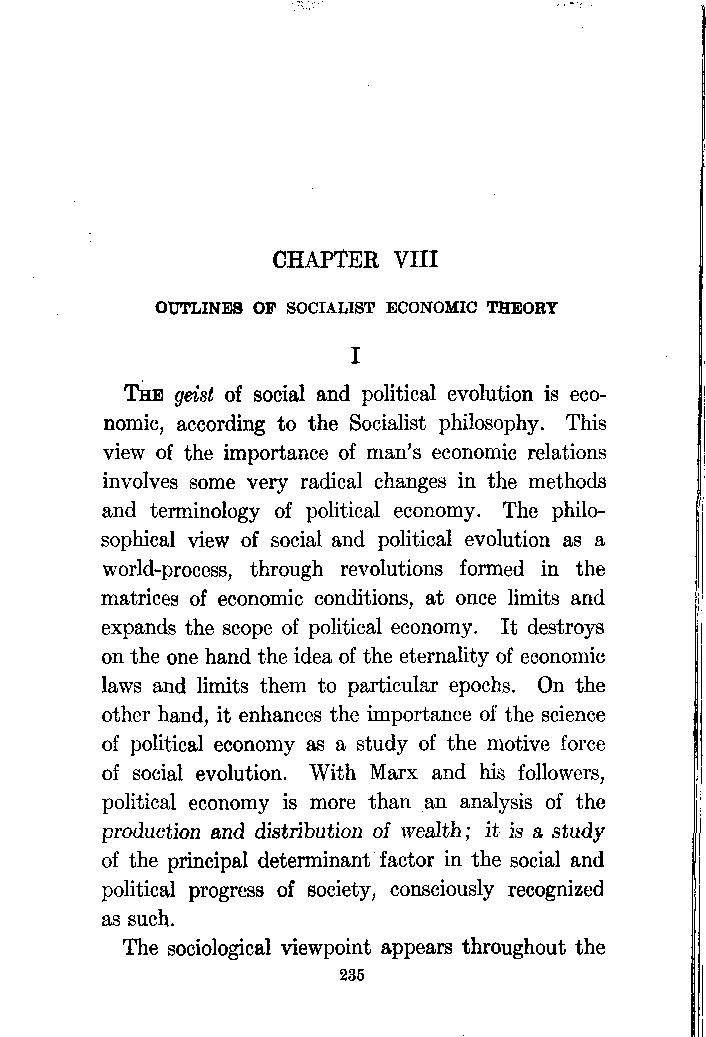 CHAPTER VIII
OUTLINES OF SOCIALIST ECONOMIC THEORY
I
THE geist of social and political evolution is eco-
nomic, according to the Socialist philosophy. This
view of the importance of man's economic relations
involves some very radical changes in the methods
and terminology of political economy. The philo-
sophical view of social and political evolution as a
world-process, through revolutions formed in the
matrices of economic conditions, at once limits and
expands the scope of political economy. It destroys
on the one hand the idea of the eternality of economic
laws and limits them to particular epochs. On the
other hand, it enhances the importance of the science
of political economy as a study of the motive force
of social evolution. With Marx and his followers,
political economy is more than an analysis of the
production and distribution of wealth; it is a study
of the principal determinant factor in the social and
political progress of society, consciously recognized
as such.
The sociological viewpoint appears throughout the
235